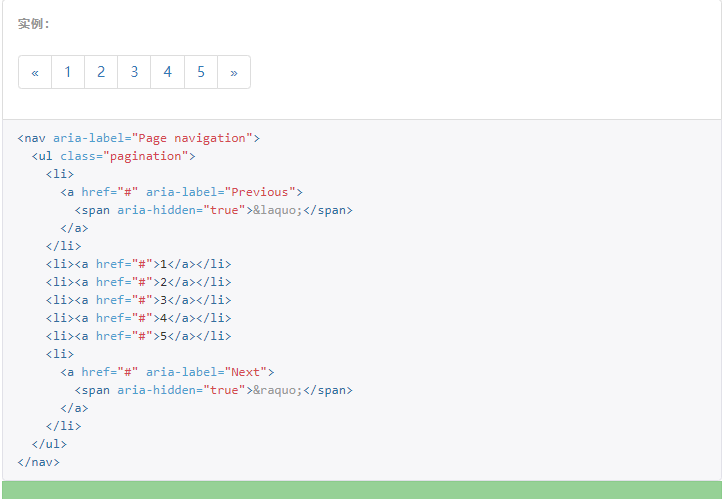 实例：
« 1 2 3 4 5 »
<nav aria-label="Page navigation">
  <ul class="pagination">
    <li>
      <a href="#" aria-label="Previous">
        <span aria-hidden="true">&laquo;</span>
      </a>
    </li>
    <li><a href="#">1</a></li>
    <li><a href="#">2</a></li>
    <li><a href="#">3</a></li>
    <li><a href="#">4</a></li>
    <li><a href="#">5</a></li>
    <li>
      <a href="#" aria-label="Next">
        <span aria-hidden="true">&raquo;</span>
      </a>
    </li>
  </ul>
</nav>